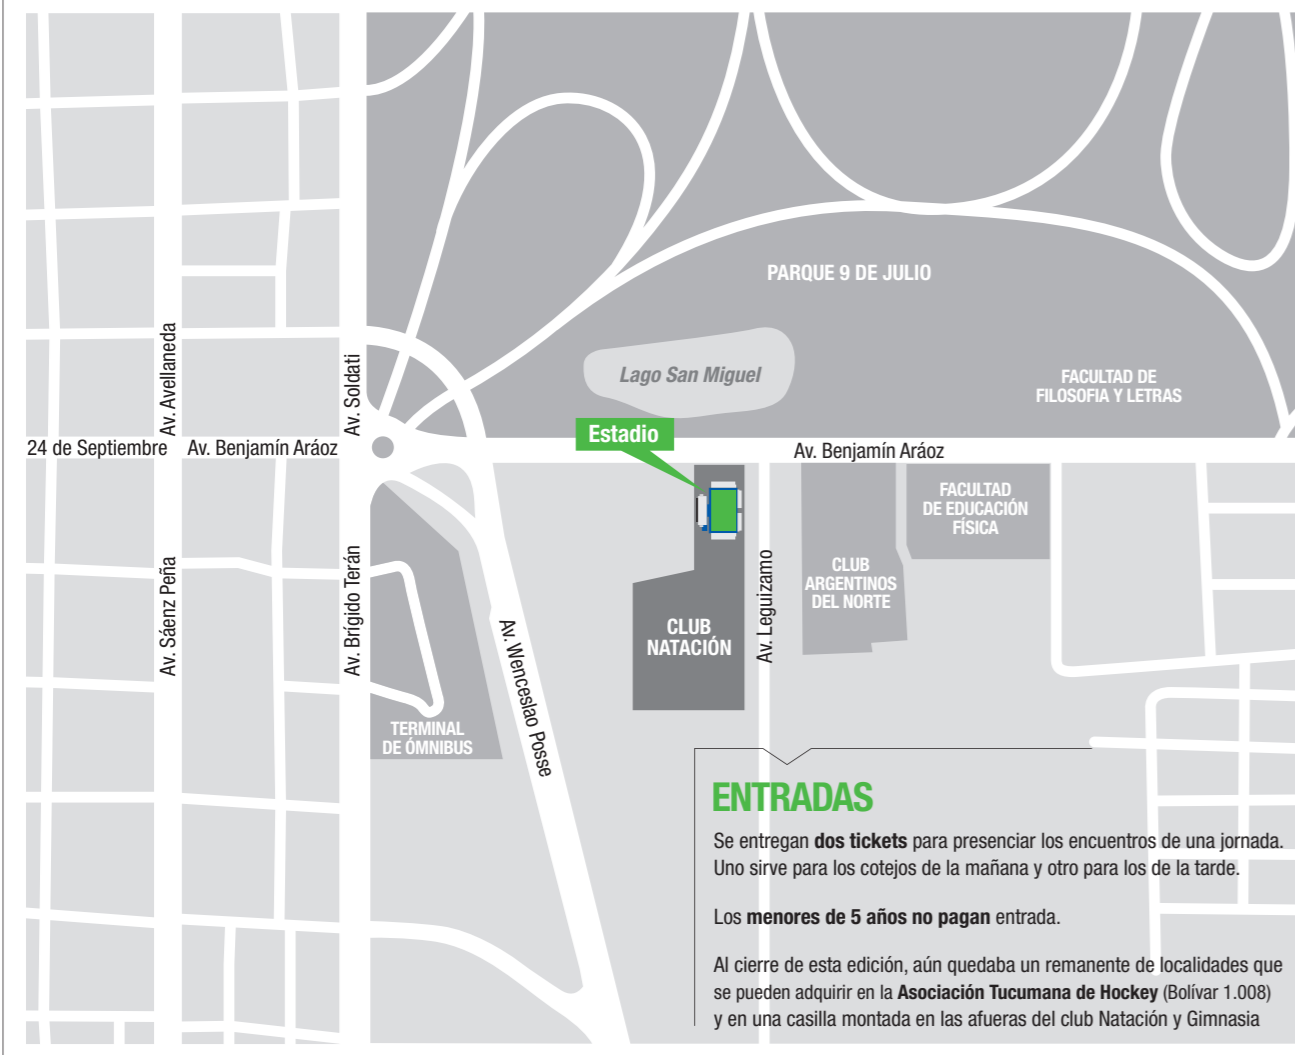 PARQUE 9 DE JULIO
Av. Avellaneda
Av. Soldati
Lago San Miguel
FACULTAD DE
FILOSOFIA Y LETRAS
Estadio
24 de Septiembre
Av. Benjamín Aráoz
Av. Benjamín Aráoz
FACULTAD
DE EDUCACIÓN
FÍSICA
Av. Sáenz Peña
Av. Brígido Terán
Av. Wenceslao Posse
CLUB
NATACIÓN
Av. Leguizamo
CLUB
ARGENTINOS
DEL NORTE
TERMINAL
DE ÓMNIBUS
ENTRADAS
Se entregan dos tickets para presenciar los encuentros de una jornada.
Uno sirve para los cotejos de la mañana y otro para los de la tarde.
Los menores de 5 años no pagan entrada.
Al cierre de esta edición, aún quedaba un remanente de localidades que
se pueden adquirir en la Asociación Tucumana de Hockey (Bolívar 1.008)
y en una casilla montada en las afueras del club Natación y Gimnasia